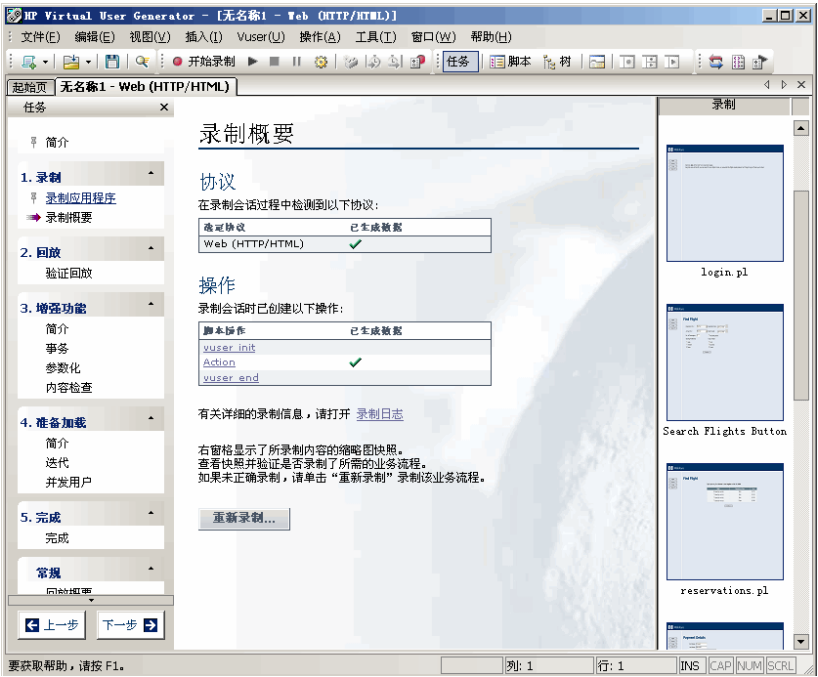 HP Virtual User Generator - [无名称1 - Web (HTTP/HTML)]
文件(F) 编辑(E) 视图(V) 插入(I) Vuser(U) 操作(A) 工具(T) 窗口(W) 帮助(H)
开始录制 任务 脚本 树
起始页 无名称1 - Web (HTTP/HTML)
任务
简介
1. 录制
录制应用程序
录制概要
2. 回放
验证回放
3. 增强功能
简介
事务
参数化
内容检查
4. 准备加载
简介
迭代
并发用户
5. 完成
完成
常规
回放概要
上一步 下一步
录制概要
协议
在录制会话过程中检测到以下协议:
选定协议 已生成数据
Web (HTTP/HTML)
操作
录制会话时已创建以下操作:
脚本操作 已生成数据
vuser_init
Action
vuser_end
有关详细的录制信息，请打开 录制日志
右窗格显示了所录制内容的缩略图快照。
查看快照并验证是否录制了所需的业务流程。
如果未正确录制，请单击“重新录制”录制该业务流程。
重新录制...
录制
login.pl
Find Flight
Search Flights Button
Find Flight
reservations.pl
Payment Details
要获取帮助，请按 F1。
列: 1 行: 1 INS CAP NUM SCRL